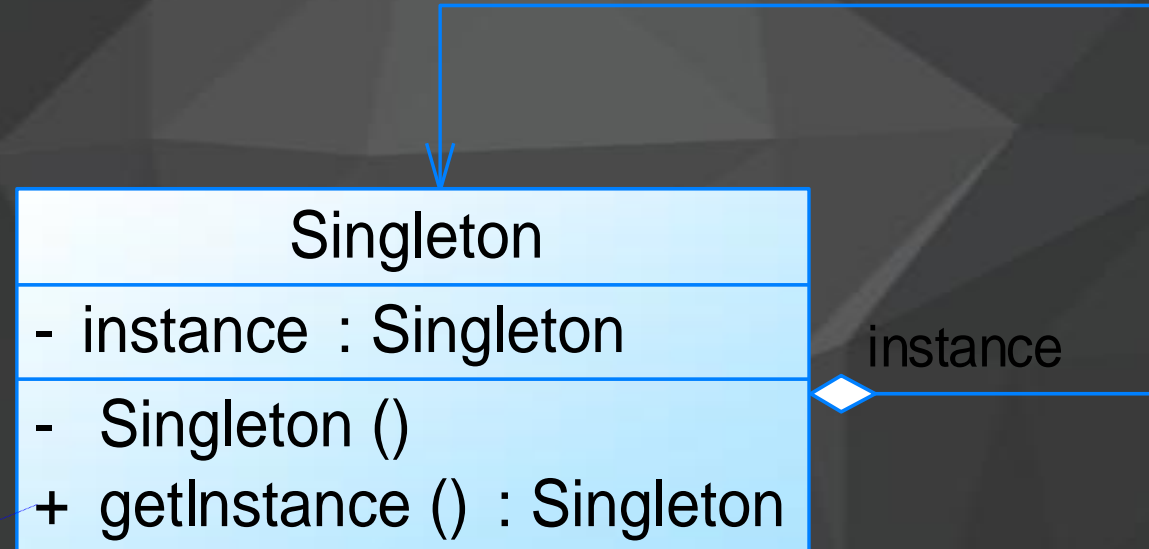 Singleton
- instance : Singleton
instance
- Singleton ()
+ getInstance () : Singleton